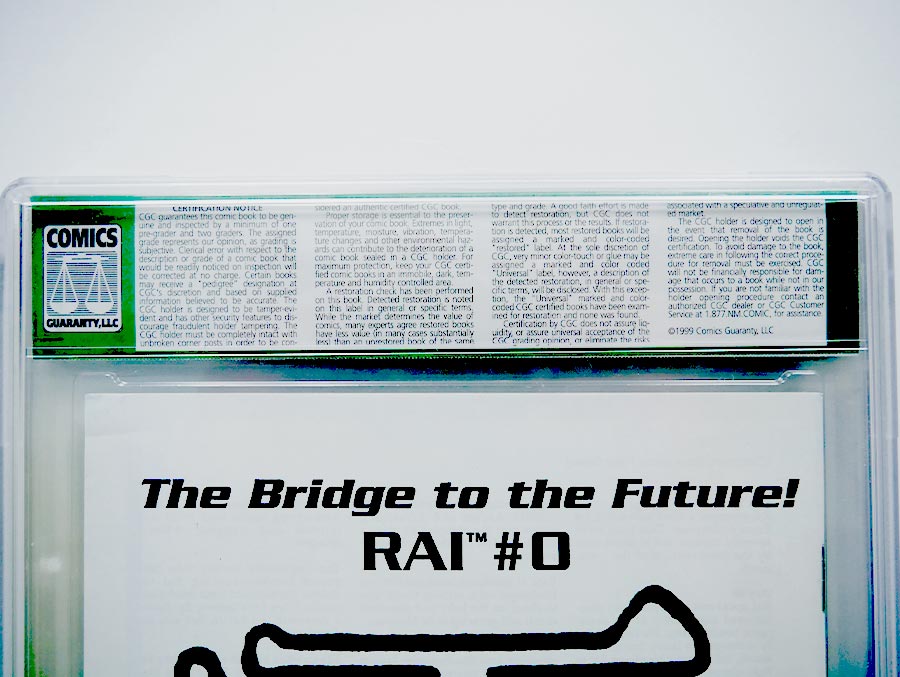 COMICS
GUARANTY, LLC
CERTIFICATION NOTICE
CGC guarantees this comic book to be gen-
uine and inspected by a minimum of one
pre-grader and two graders. The assigned
grade represents our opinion, as grading is
subjective. Clerical error with respect to the
description or grade of a comic book that
would be readily noticed on inspection will
be corrected at no charge. Certain books
may receive a "pedigree" designation at
CGC's discretion and based on supplied
information believed to be accurate. The
CGC holder is designed to be tamper-evi-
dent and has other security features to dis-
courage fraudulent holder tampering. The
CGC holder must be completely intact with
unbroken corner posts in order to be con-
sidered an authentic-certified CGC book.
Proper storage is essential to the preser-
vation of your comic book. Extremes in light,
temperature, moisture, vibration, tempera-
ture changes and other environmental haz-
ards can contribute to the deterioration of a
comic book sealed in a CGC holder. For
maximum protection, keep your CGC certi-
fied comic books in an immobile, dark, tem-
perature and humidity controlled area.
A restoration check has been performed
on this book. Detected restoration is noted
on this label in general or specific terms.
While the market determines the value of
comics, many experts agree restored books
have less value (in many cases substantially
less) than an unrestored book of the same
type and grade. A good faith effort is made
to detect restoration, but CGC does not
warrant this process or the results. If restora-
tion is detected, most restored books will be
assigned a marked and color-coded
"restored" label. At the sole discretion of
CGC, very minor color-touch or glue may be
assigned a marked and color coded
"Universal" label, however, a description of
the detected restoration, in general or spe-
cific terms, will be disclosed. With this excep-
tion, the "Universal" marked and color-
coded CGC certified books have been exam-
ined for restoration and none was found.
Certification by CGC does not assure liq-
uidity, or assure universal acceptance of the
CGC grading opinion, or eliminate the risks
associated with a speculative and unregulat-
ed market.
The CGC holder is designed to open in
the event that removal of the book is
desired. Opening the holder voids the CGC
certification. To avoid damage to the book,
extreme care in following the correct proce-
dure for removal must be exercised. CGC
will not be financially responsible for dam-
age that occurs to a book while not in our
possession. If you are not familiar with the
holder opening procedure contact an
authorized CGC dealer or CGC Customer
Service at 1.877.NM.COMIC, for assistance.
©1999 Comics Guaranty, LLC
The Bridge to the Future!
RAI™ #0